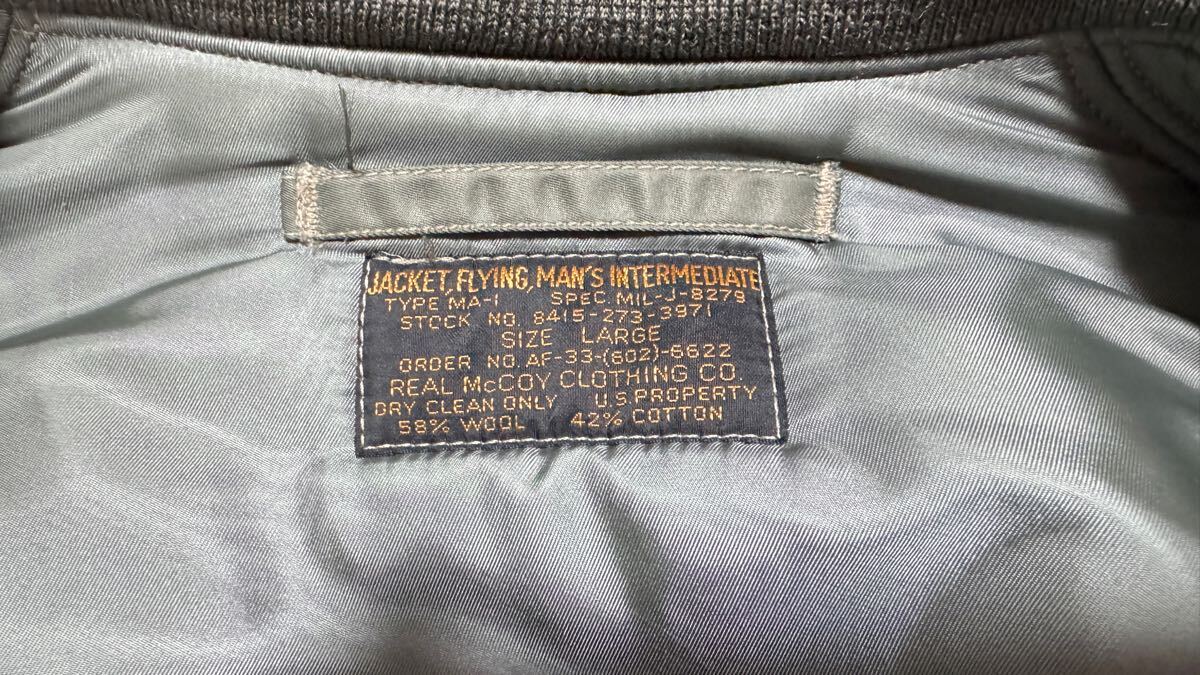 JACKET, FLYING, MAN'S INTERMEDIATE
TYPE MA-1 SPEC. MIL-J-8279
STOCK NO. 8415-273-3971
SIZE LARGE
ORDER NO. AF-33-(602)-6622
REAL McCOY CLOTHING CO.
DRY CLEAN ONLY U.S PROPERTY
58% WOOL 42% COTTON